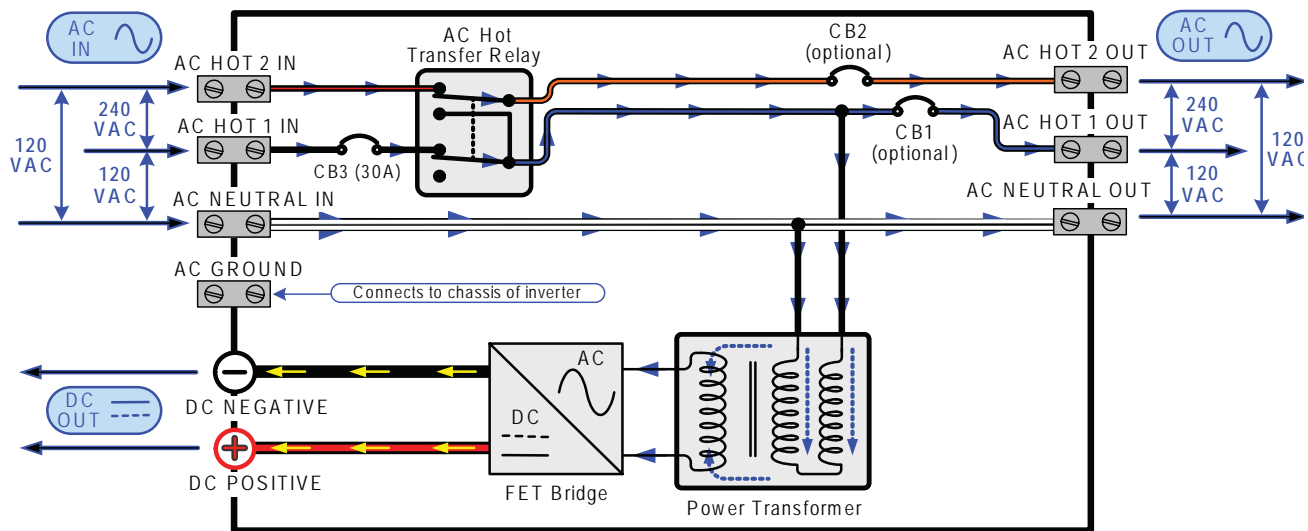 AC
IN
AC HOT 2 IN
AC Hot
Transfer Relay
CB2
(optional)
AC HOT 2 OUT
AC
OUT
240
VAC
AC HOT 1 IN
120
VAC
120
VAC
CB3 (30A)
CB1
(optional)
AC HOT 1 OUT
240
VAC
120
VAC
120
VAC
AC NEUTRAL IN
AC NEUTRAL OUT
AC GROUND
Connects to chassis of inverter
AC
DC
DC
OUT
DC NEGATIVE
DC POSITIVE
FET Bridge
Power Transformer